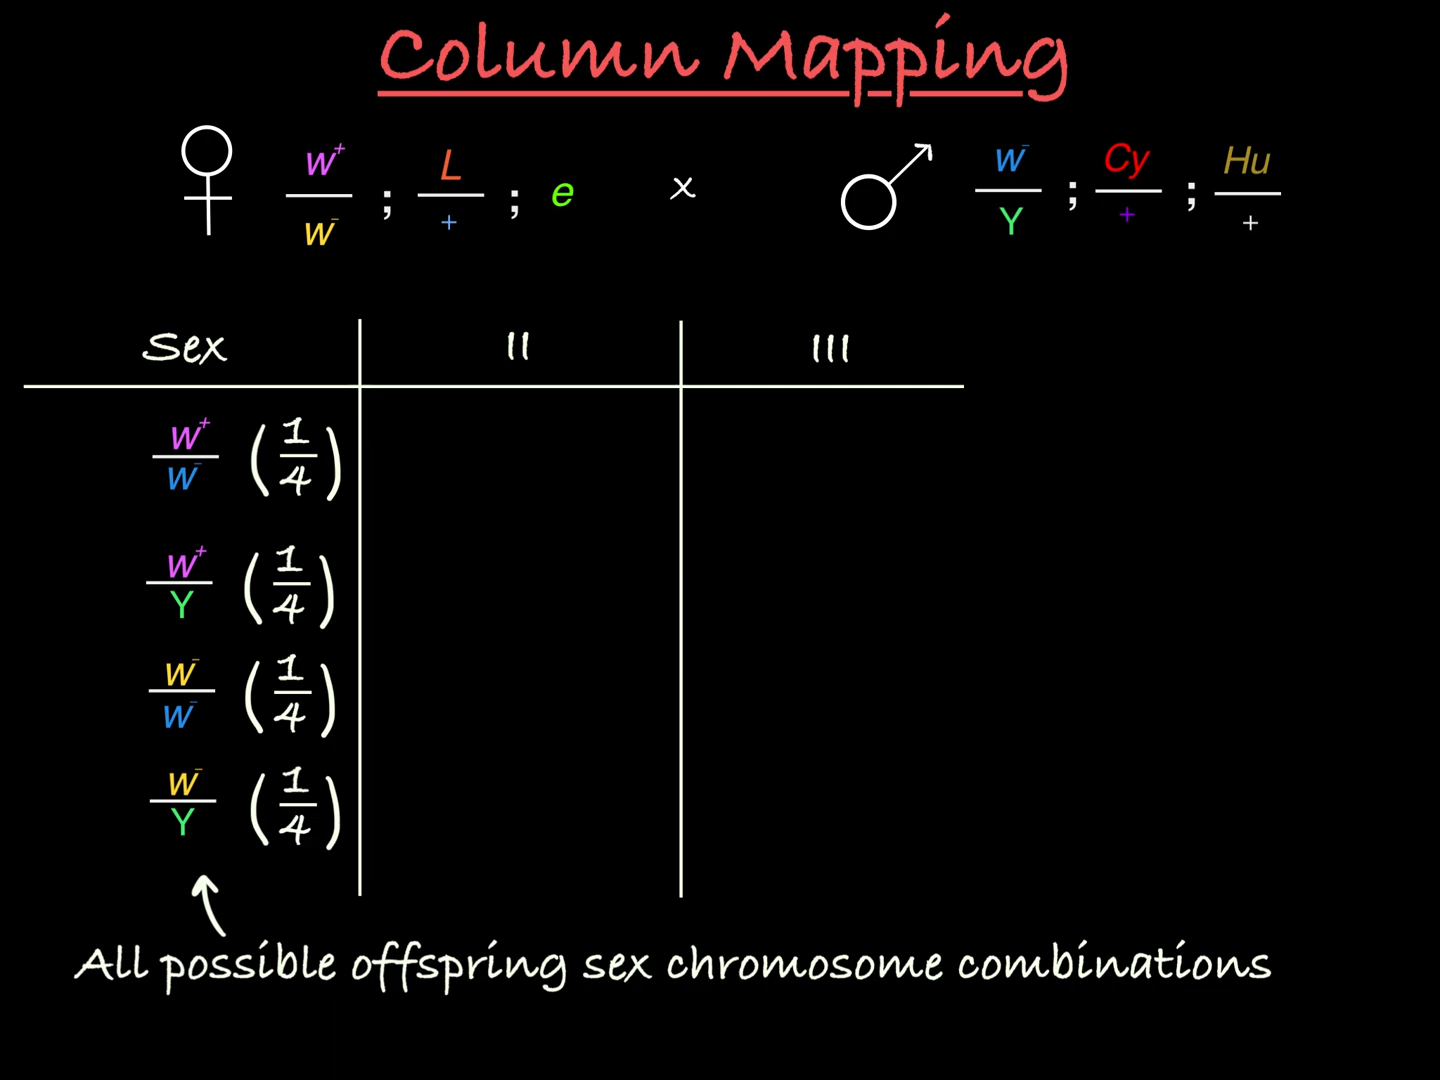 Column Mapping
w⁺ / w⁻ ; L / + ; e x w⁻ / Y ; Cy / + ; Hu / +
Sex II III
w⁺ / w⁻ (1/4)
w⁺ / Y (1/4)
w⁻ / w⁻ (1/4)
w⁻ / Y (1/4)
All possible offspring sex chromosome combinations